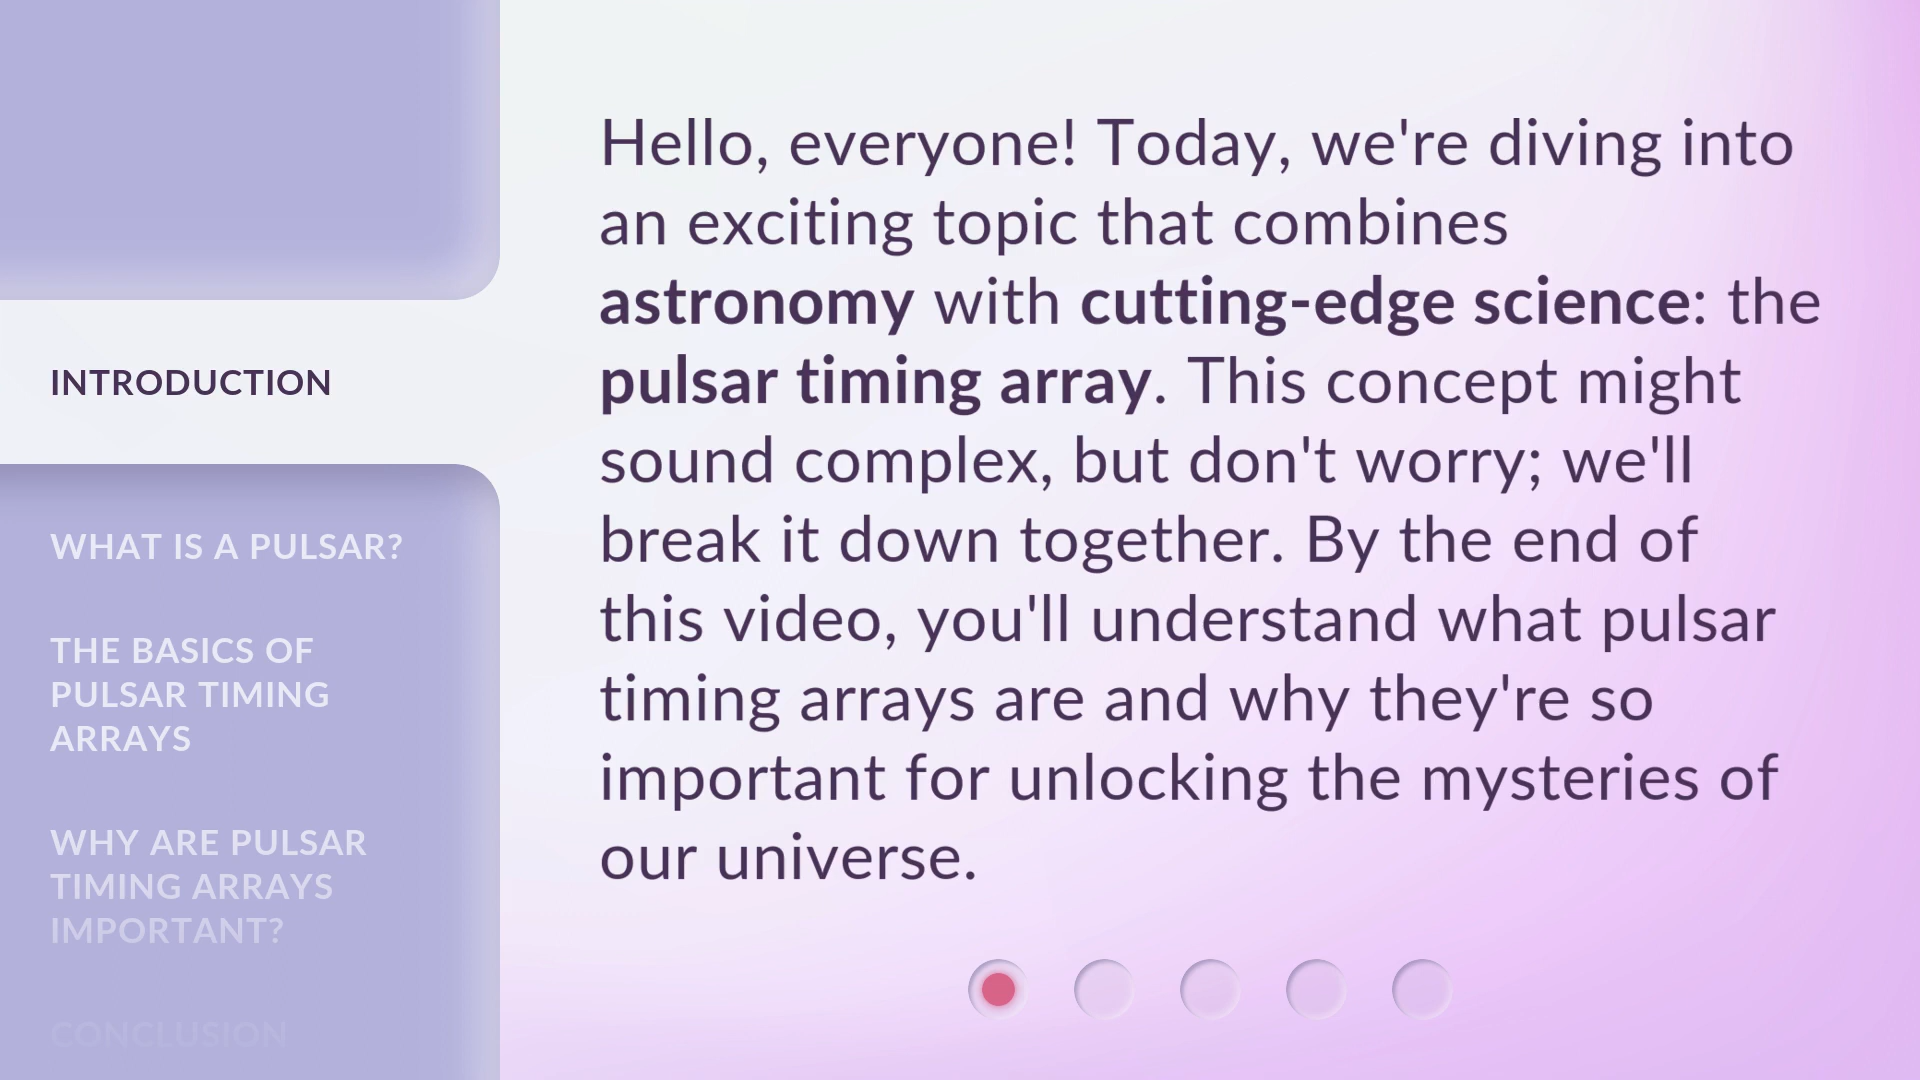 INTRODUCTION
WHAT IS A PULSAR?
THE BASICS OF
PULSAR TIMING
ARRAYS
WHY ARE PULSAR
TIMING ARRAYS
IMPORTANT?
CONCLUSION
Hello, everyone! Today, we're diving into
an exciting topic that combines
astronomy with cutting-edge science: the
pulsar timing array. This concept might
sound complex, but don't worry; we'll
break it down together. By the end of
this video, you'll understand what pulsar
timing arrays are and why they're so
important for unlocking the mysteries of
our universe.